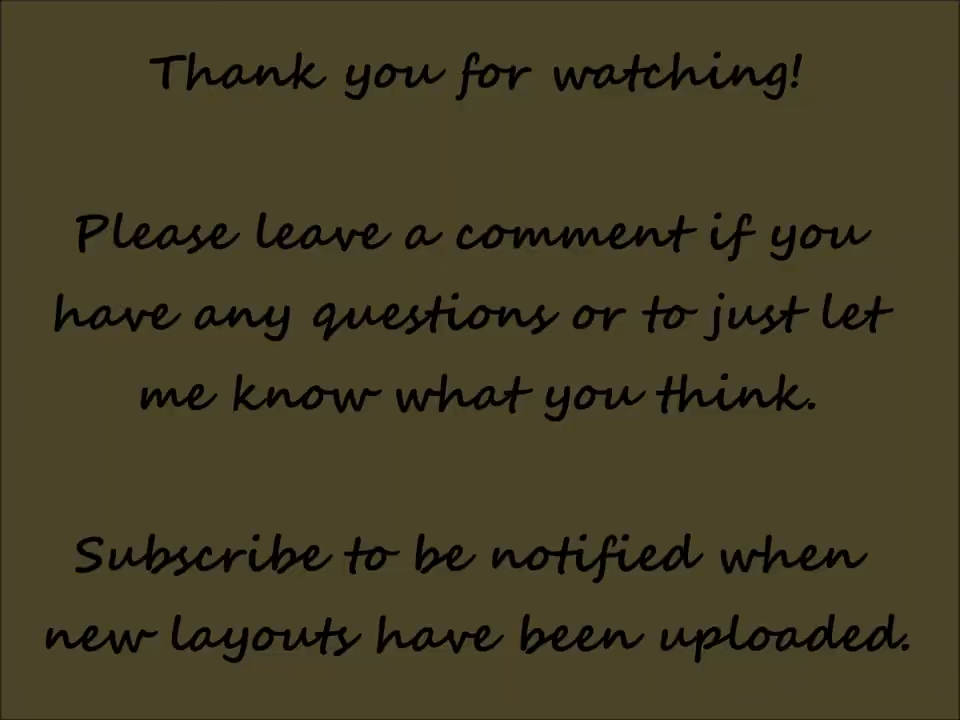 Thank you for watching!
Please leave a comment if you
have any questions or to just let
me know what you think.
Subscribe to be notified when
new layouts have been uploaded.